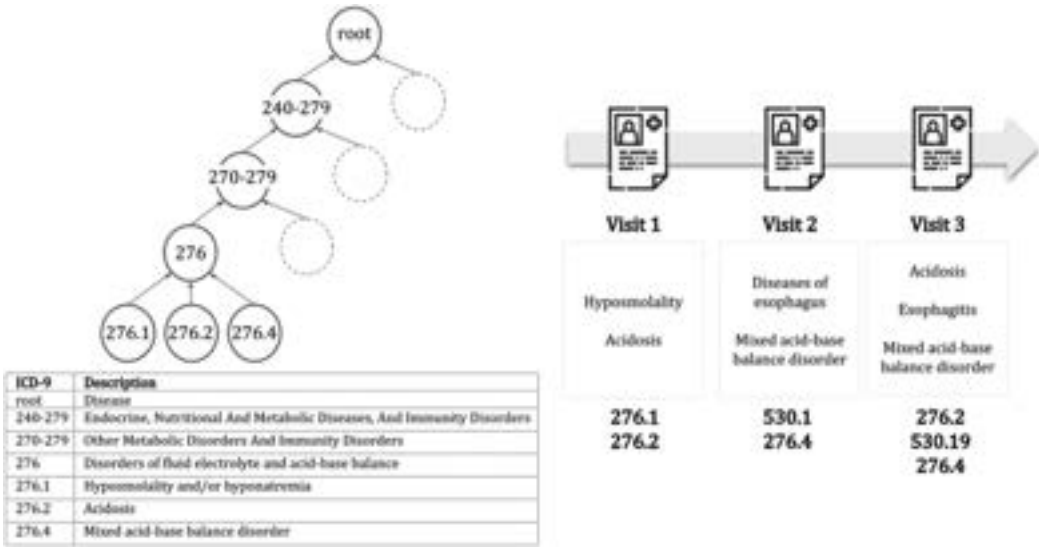 root
240-279
270-279
276
276.1 276.2 276.4
ICD-9 Description
root Disease
240-279 Endocrine, Nutritional And Metabolic Diseases, And Immunity Disorders
270-279 Other Metabolic Disorders And Immunity Disorders
276 Disorders of fluid electrolyte and acid-base balance
276.1 Hyposmolality and/or hyponatremia
276.2 Acidosis
276.4 Mixed acid-base balance disorder
Visit 1
Hyposmolality
Acidosis
276.1
276.2
Visit 2
Diseases of
esophagus
Mixed acid-base
balance disorder
530.1
276.4
Visit 3
Acidosis
Esophagitis
Mixed acid-base
balance disorder
276.2
530.19
276.4